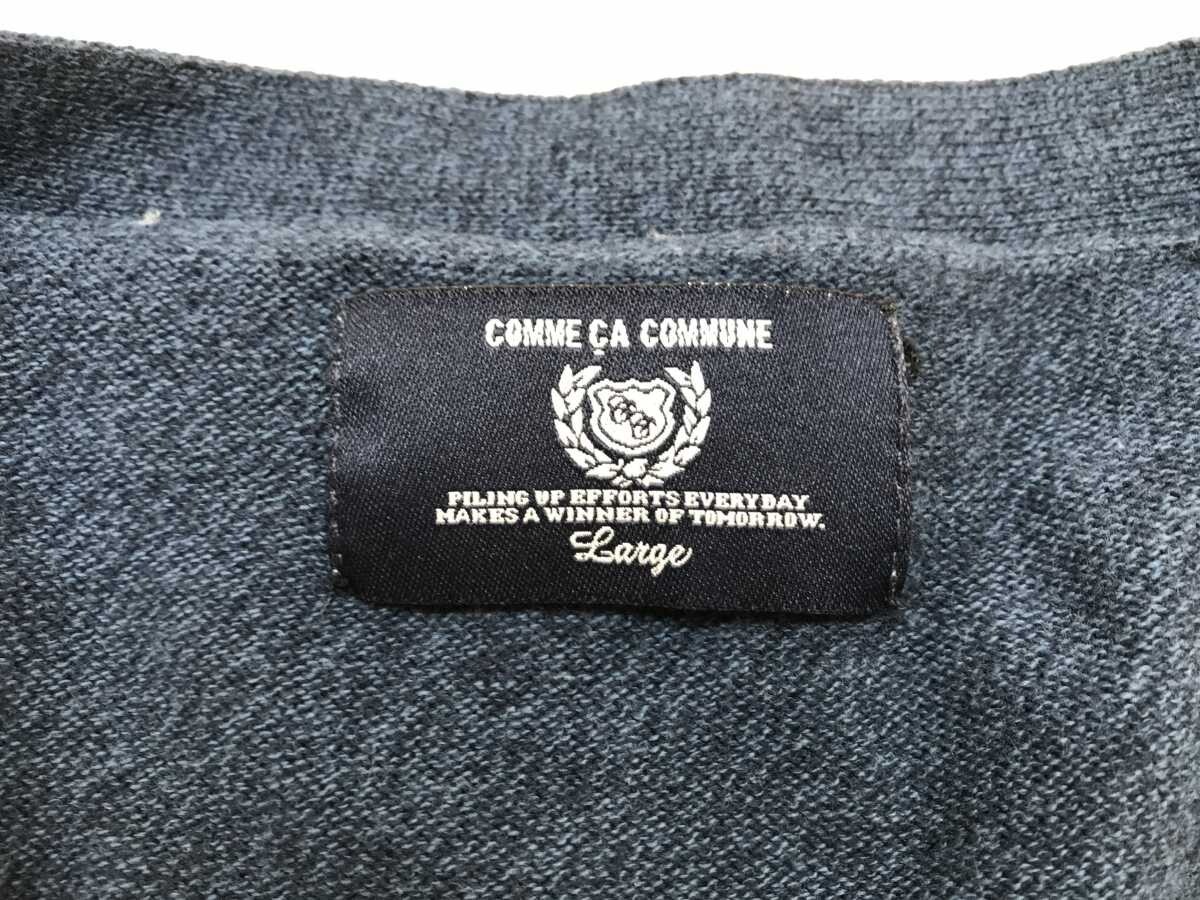 COMME ÇA COMMUNE
PILING UP EFFORTS EVERYDAY
MAKES A WINNER OF TOMORROW.
Large